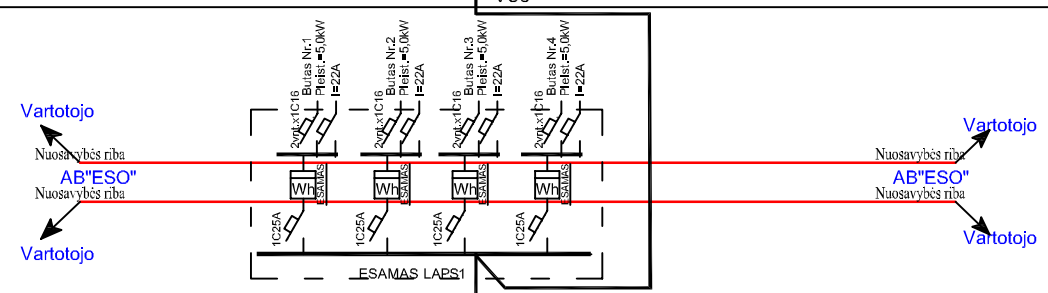 Butas Nr.1
Pleist.=5,0kW
I=22A
2vnt.x1C16
Butas Nr.2
Pleist.=5,0kW
I=22A
2vnt.x1C16
Butas Nr.3
Pleist.=5,0kW
I=22A
2vnt.x1C16
Butas Nr.4
Pleist.=5,0kW
I=22A
2vnt.x1C16
Vartotojo
Vartotojo
Nuosavybės riba
Nuosavybės riba
AB"ESO"
AB"ESO"
Nuosavybės riba
Nuosavybės riba
Wh
ESAMAS
Wh
ESAMAS
Wh
ESAMAS
Wh
ESAMAS
1C25A
1C25A
1C25A
1C25A
Vartotojo
Vartotojo
ESAMAS LAPS1